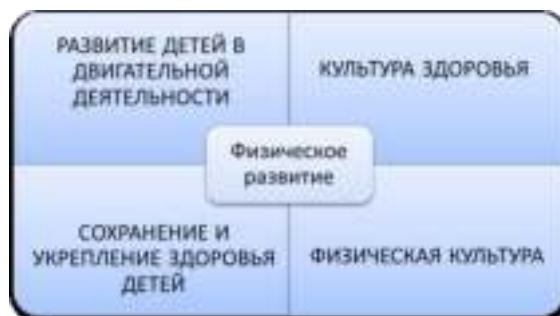 РАЗВИТИЕ ДЕТЕЙ В
ДВИГАТЕЛЬНОЙ
ДЕЯТЕЛЬНОСТИ
КУЛЬТУРА ЗДОРОВЬЯ
Физическое
развитие
СОХРАНЕНИЕ И
УКРЕПЛЕНИЕ ЗДОРОВЬЯ
ДЕТЕЙ
ФИЗИЧЕСКАЯ КУЛЬТУРА